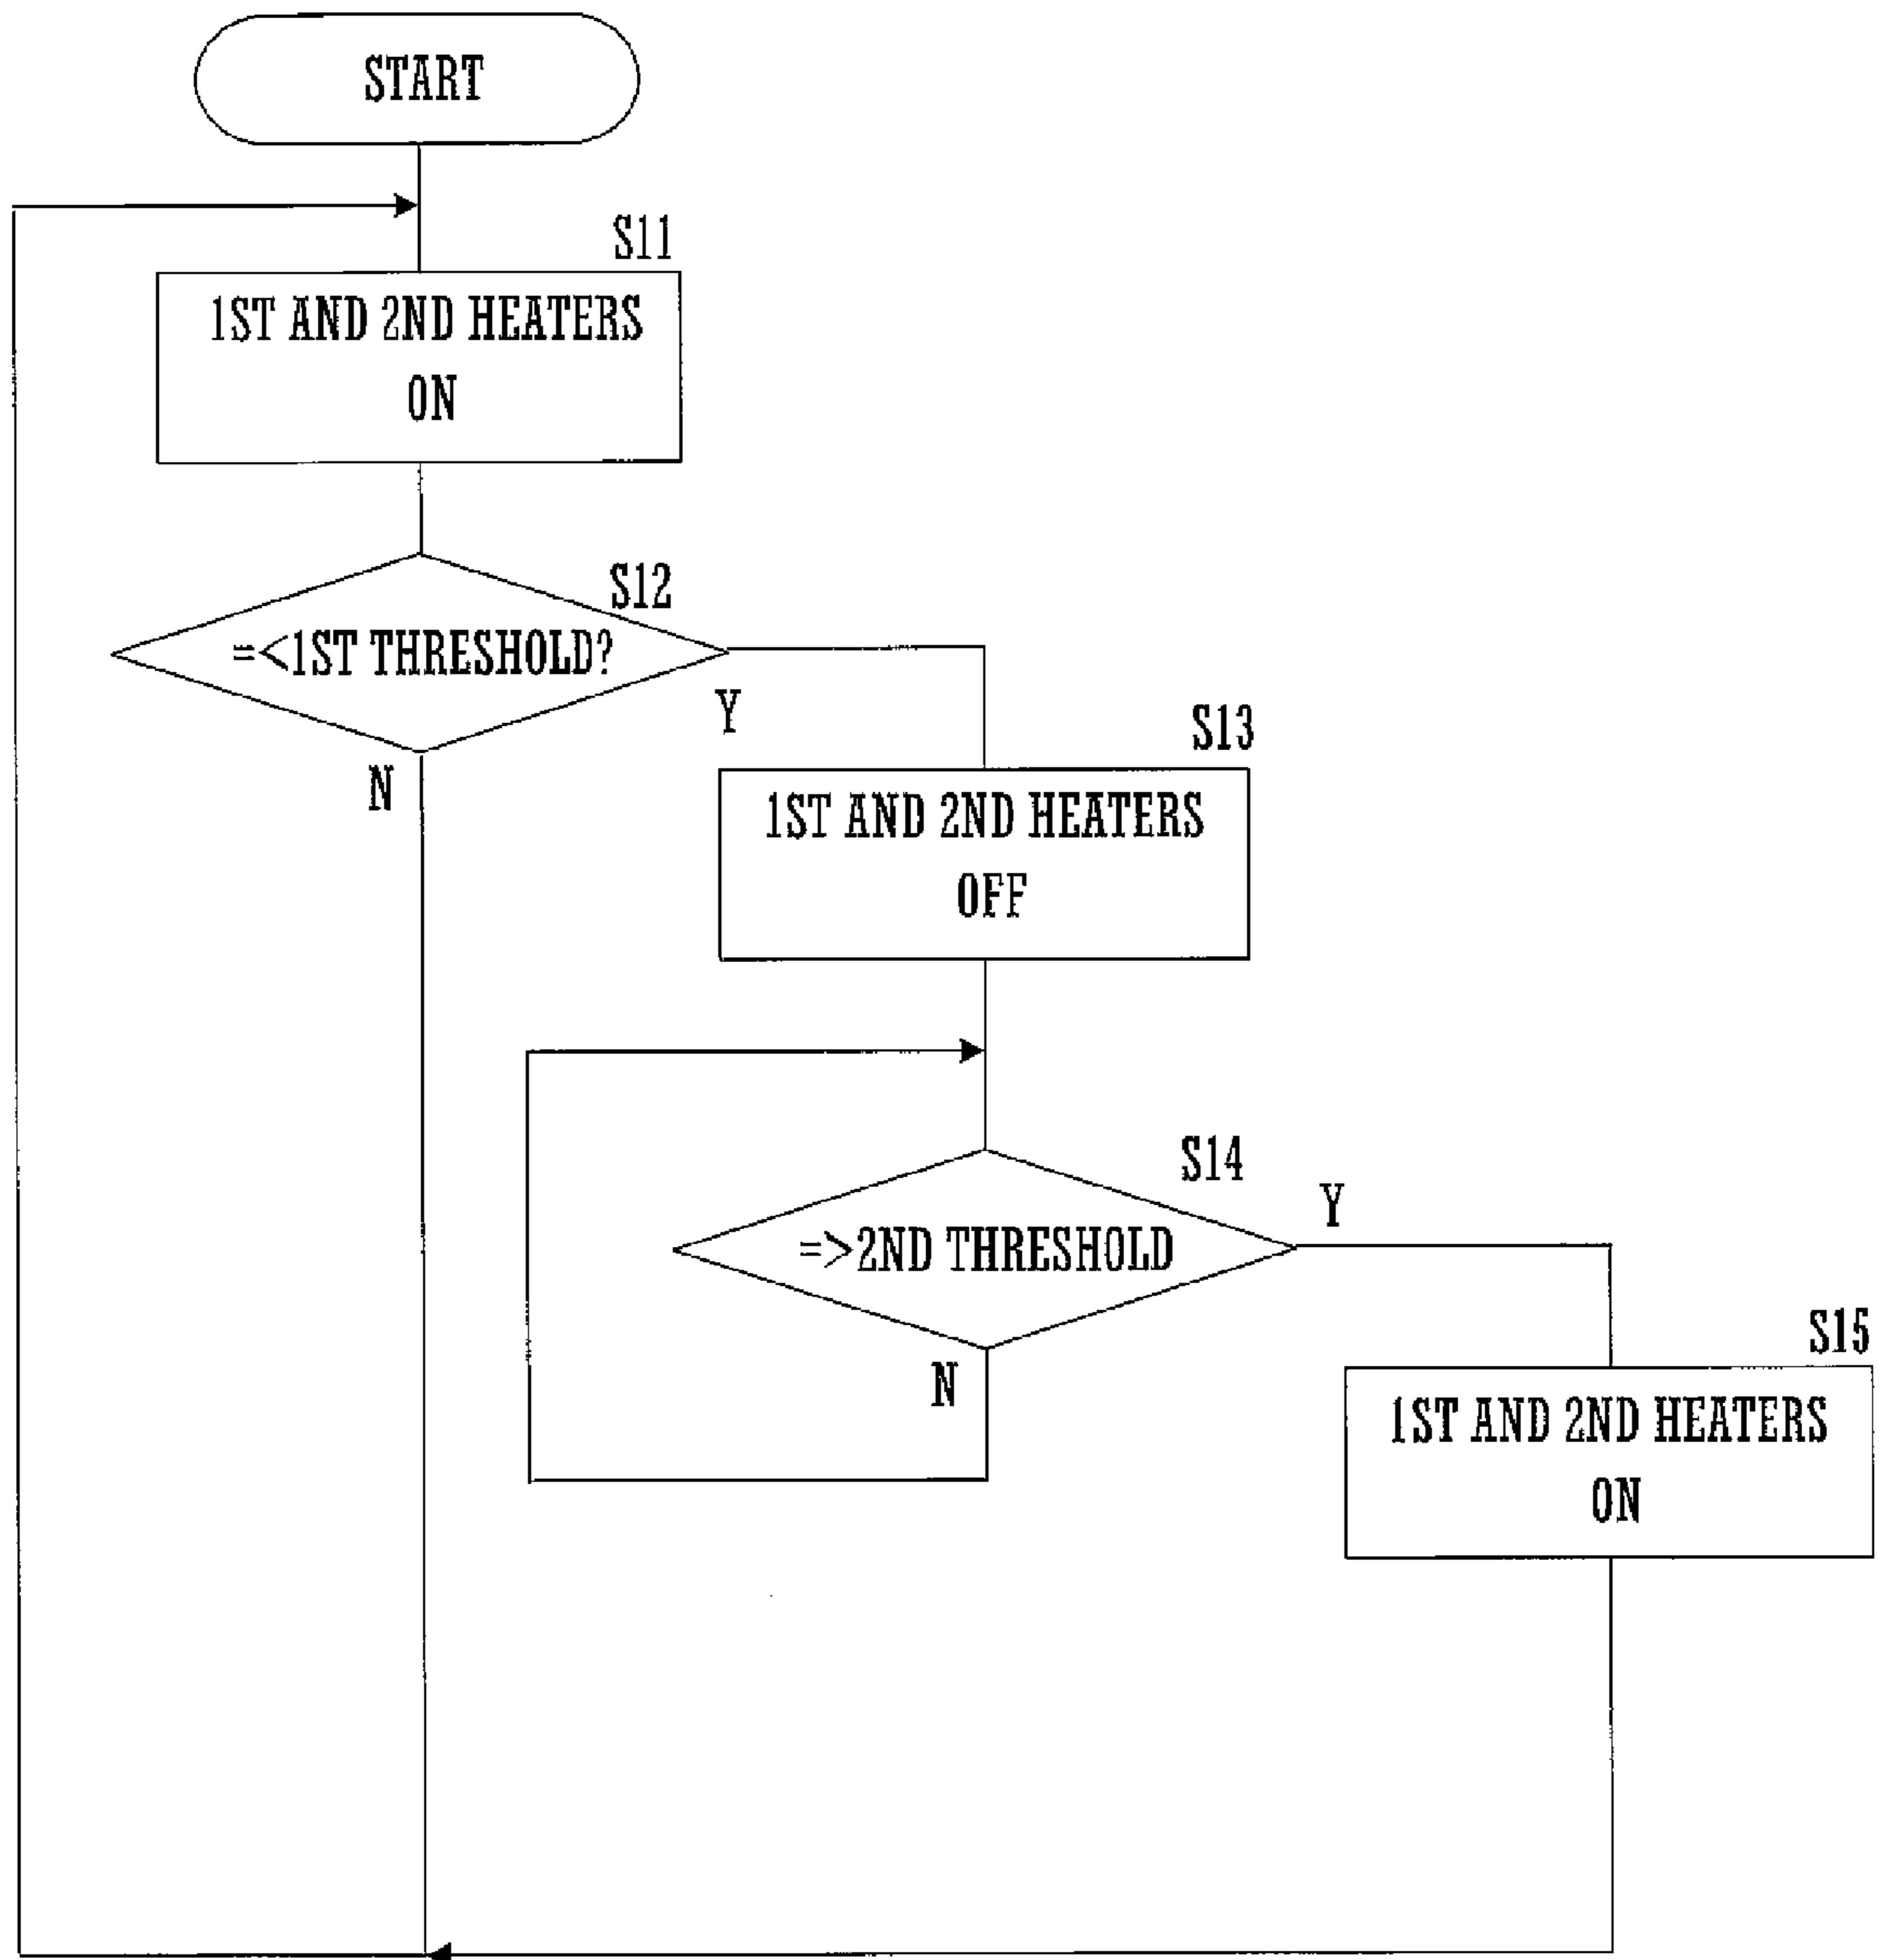 START
S11
1ST AND 2ND HEATERS
ON
S12
=<1ST THRESHOLD?
Y
N
S13
1ST AND 2ND HEATERS
OFF
S14
=>2ND THRESHOLD
Y
N
S15
1ST AND 2ND HEATERS
ON